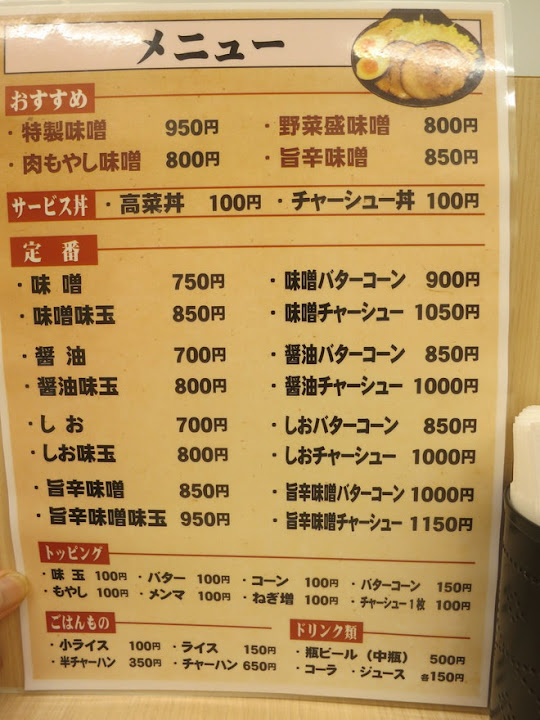 メニュー
おすすめ
・特製味噌 950円 ・野菜盛味噌 800円
・肉もやし味噌 800円 ・旨辛味噌 850円
サービス丼 ・高菜丼 100円 ・チャーシュー丼 100円
定番
・味噌 750円 ・味噌バターコーン 900円
・味噌味玉 850円 ・味噌チャーシュー 1050円
・醤油 700円 ・醤油バターコーン 850円
・醤油味玉 800円 ・醤油チャーシュー 1000円
・しお 700円 ・しおバターコーン 850円
・しお味玉 800円 ・しおチャーシュー 1000円
・旨辛味噌 850円 ・旨辛味噌バターコーン 1000円
・旨辛味噌味玉 950円 ・旨辛味噌チャーシュー 1150円
トッピング
・味玉 100円 ・バター 100円 ・コーン 100円 ・バターコーン 150円
・もやし 100円 ・メンマ 100円 ・ねぎ増 100円 ・チャーシュー1枚 100円
ごはんもの
・小ライス 100円 ・ライス 150円
・半チャーハン 350円 ・チャーハン 650円
ドリンク類
・瓶ビール（中瓶） 500円
・コーラ ・ジュース 各150円